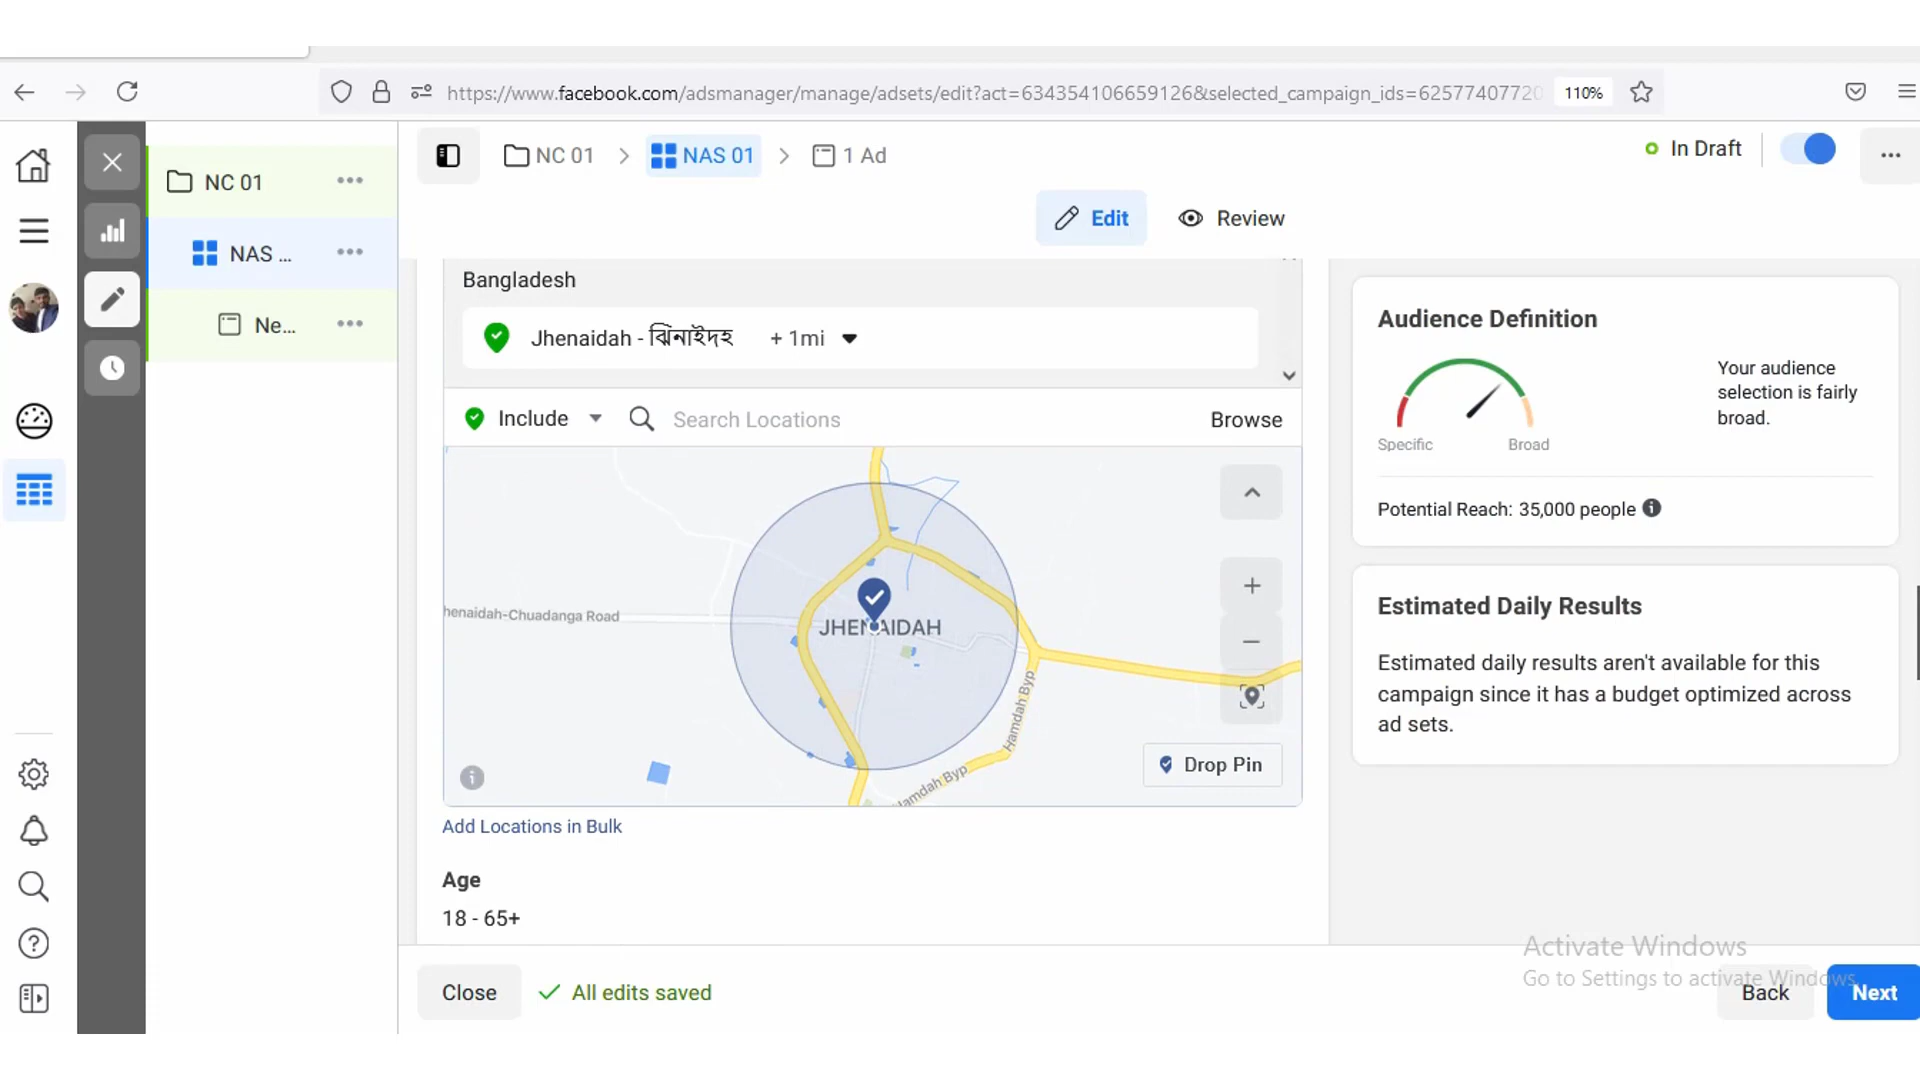 https://www.facebook.com/adsmanager/manage/adsets/edit?act=634354106659126&selected_campaign_ids=62577407720
110%
NC 01
NAS 01
1 Ad
In Draft
NC 01
NAS ...
Ne...
Edit
Review
Bangladesh
Jhenaidah - ঝিনাইদহ + 1mi
Include
Search Locations
Browse
henaidah-Chuadanga Road
JHENAIDAH
Hamdah Byp
Hamdah Byp
Drop Pin
Add Locations in Bulk
Age
18 - 65+
Audience Definition
Specific
Broad
Your audience
selection is fairly
broad.
Potential Reach: 35,000 people
Estimated Daily Results
Estimated daily results aren't available for this
campaign since it has a budget optimized across
ad sets.
Activate Windows
Go to Settings to activate Windows.
Close
All edits saved
Back
Next